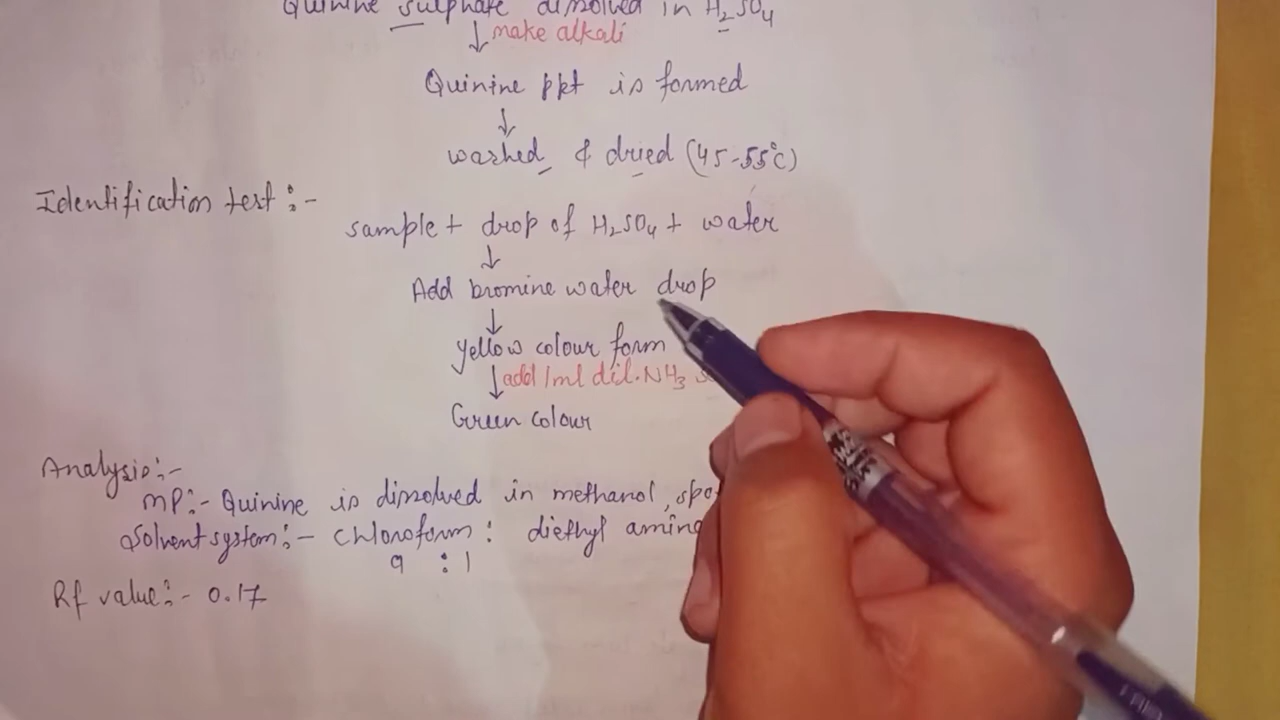 Quinine sulphate dissolved in H₂SO₄
↓ make alkali
Quinine ppt is formed
↓
washed & dried (45-55°C)
Identification test :-
sample + drop of H₂SO₄ + water
↓
Add bromine water drop
↓
yellow colour form
↓ add 1ml dil. NH₃
Green colour
Analysis :-
MP :- Quinine is dissolved in methanol,
Solvent system :- chloroform : diethyl
9 : 1
Rf value :- 0.17